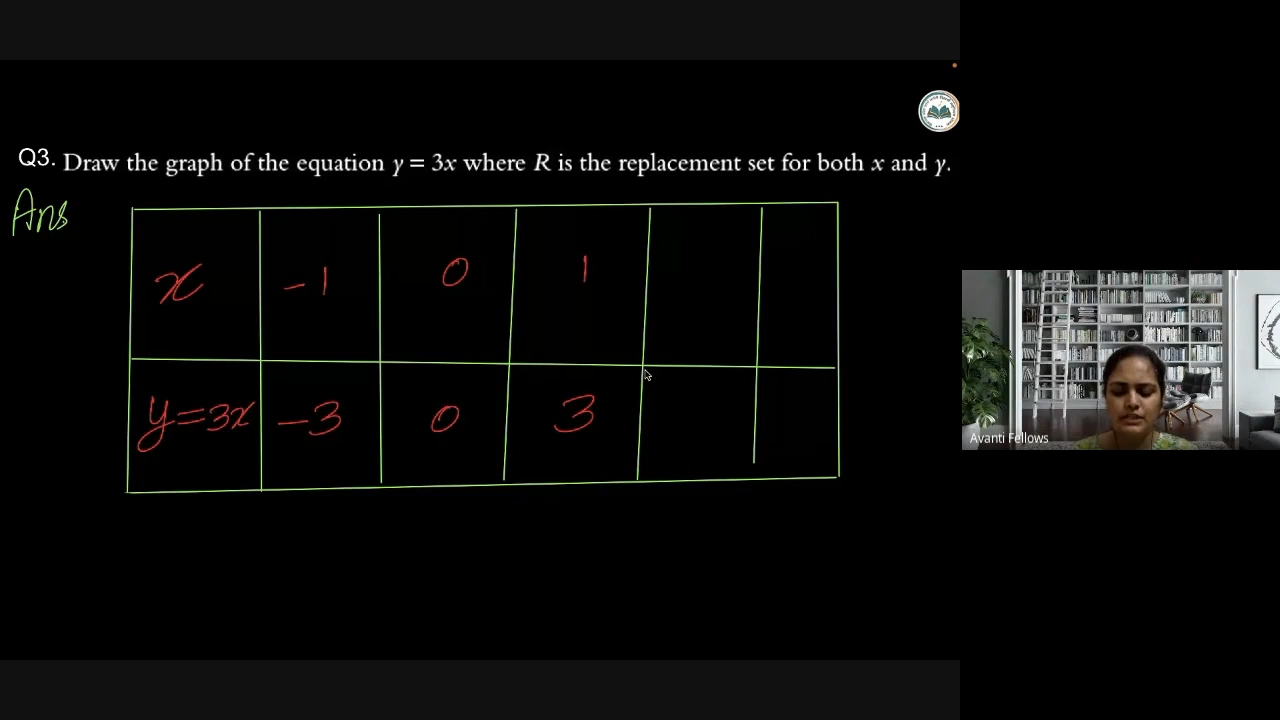 Q3. Draw the graph of the equation y = 3x where R is the replacement set for both x and y.
Ans
x -1 0 1
y=3x -3 0 3
Avanti Fellows